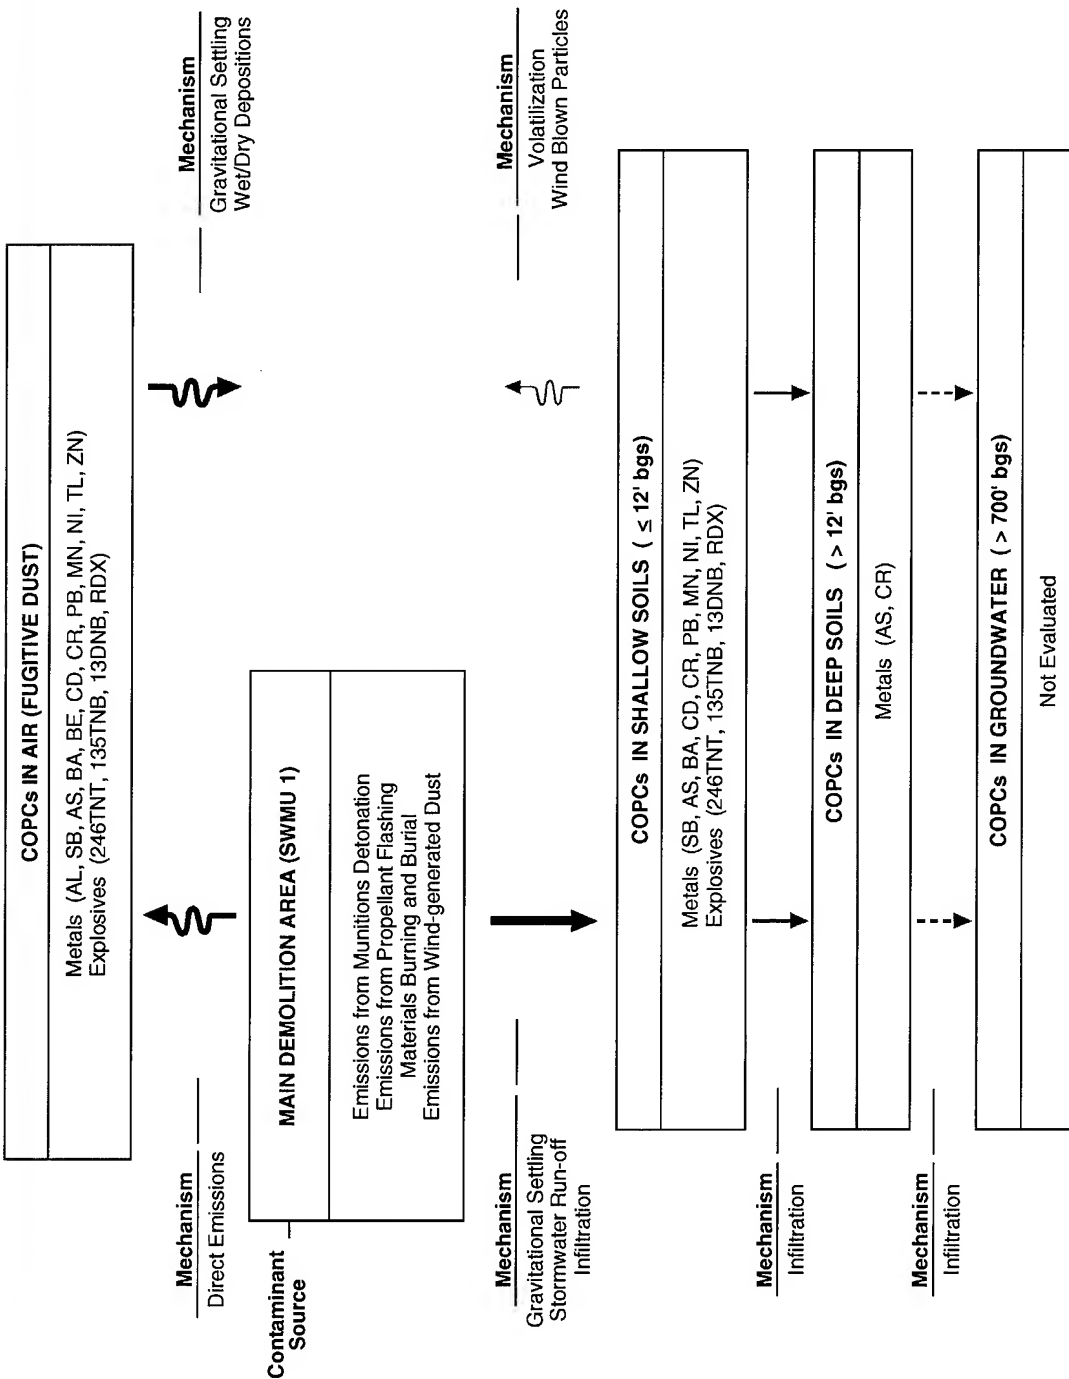 COPCs IN AIR (FUGITIVE DUST)
Metals (AL, SB, AS, BA, BE, CD, CR, PB, MN, NI, TL, ZN)
Explosives (246TNT, 135TNB, 13DNB, RDX)
Mechanism
Direct Emissions
Mechanism
Gravitational Settling
Wet/Dry Depositions
Contaminant
Source
MAIN DEMOLITION AREA (SWMU 1)
Emissions from Munitions Detonation
Emissions from Propellant Flashing
Materials Burning and Burial
Emissions from Wind-generated Dust
Mechanism
Gravitational Settling
Stormwater Run-off
Infiltration
Mechanism
Volatilization
Wind Blown Particles
COPCs IN SHALLOW SOILS ( ≤ 12' bgs)
Metals (SB, AS, BA, CD, CR, PB, MN, NI, TL, ZN)
Explosives (246TNT, 135TNB, 13DNB, RDX)
Mechanism
Infiltration
COPCs IN DEEP SOILS ( > 12' bgs)
Metals (AS, CR)
Mechanism
Infiltration
COPCs IN GROUNDWATER ( > 700' bgs)
Not Evaluated